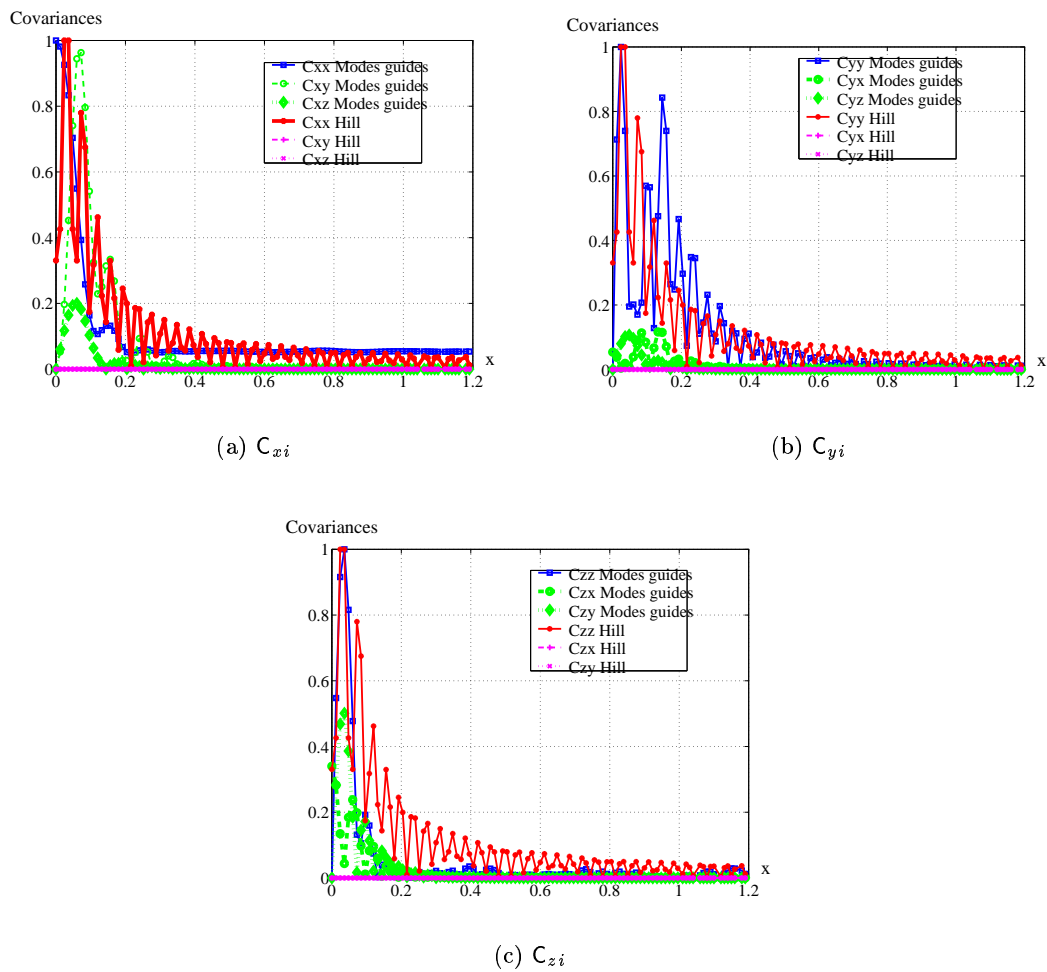 Covariances
1
0.8
0.6
0.4
0.2
0
0 0.2 0.4 0.6 0.8 1 1.2
x
Cxx Modes guides
Cxy Modes guides
Cxz Modes guides
Cxx Hill
Cxy Hill
Cxz Hill
(a) Cxi
Covariances
1
0.8
0.6
0.4
0.2
0
0 0.2 0.4 0.6 0.8 1 1.2
x
Cyy Modes guides
Cyx Modes guides
Cyz Modes guides
Cyy Hill
Cyx Hill
Cyz Hill
(b) Cyi
Covariances
1
0.8
0.6
0.4
0.2
0
0 0.2 0.4 0.6 0.8 1 1.2
x
Czz Modes guides
Czx Modes guides
Czy Modes guides
Czz Hill
Czx Hill
Czy Hill
(c) Czi